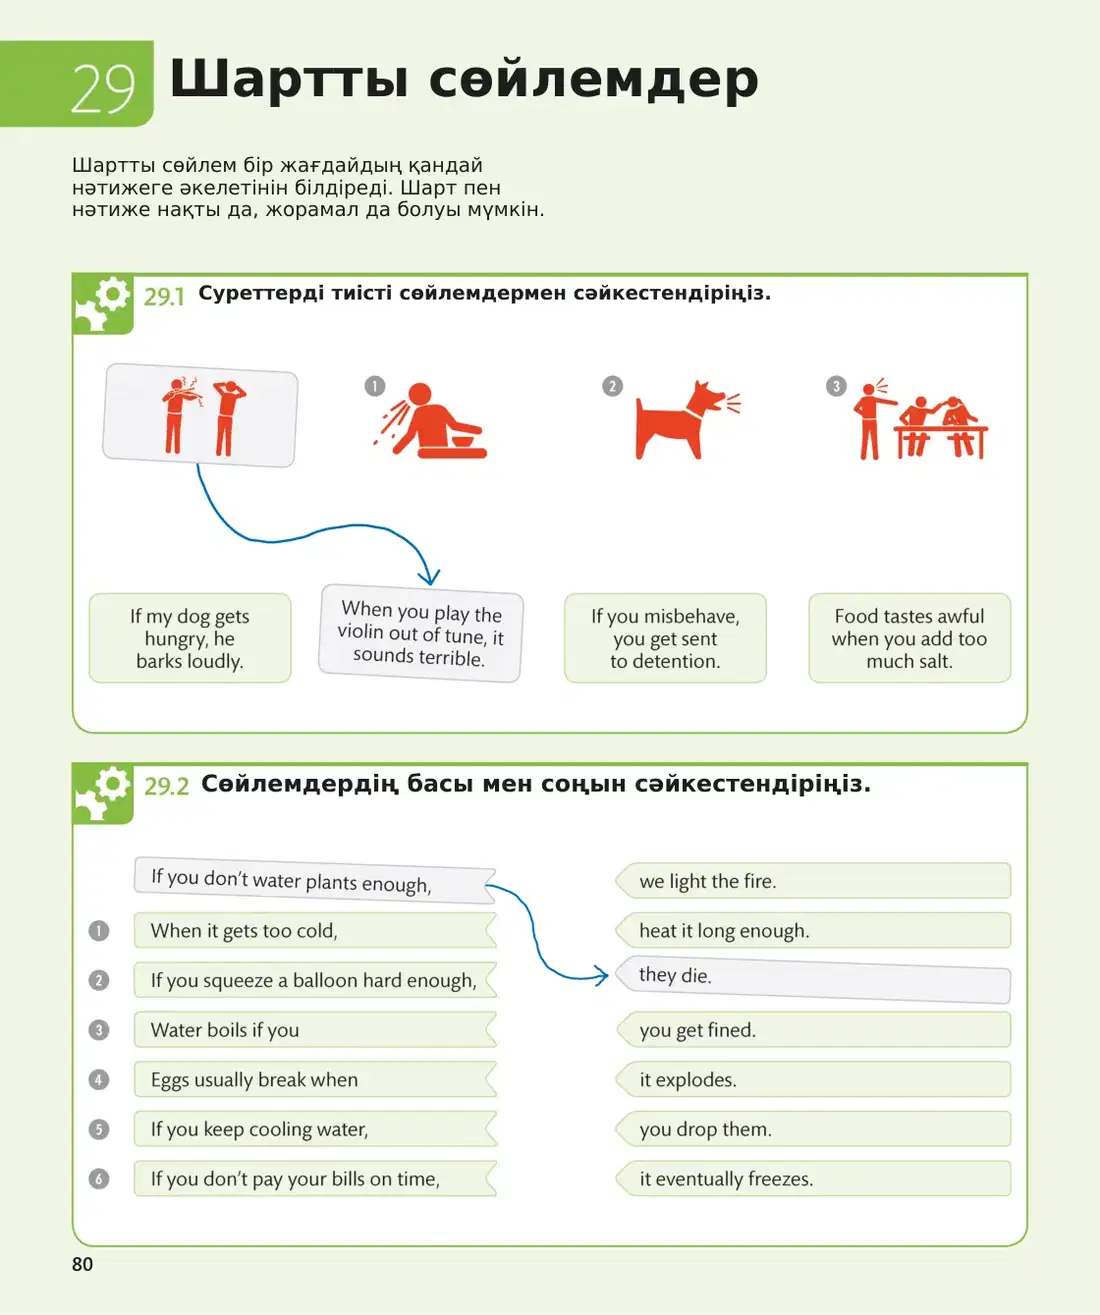 29
Шартты сөйлемдер
Шартты сөйлем бір жағдайдың қандай
нәтижеге әкелетінін білдіреді. Шарт пен
нәтиже нақты да, жорамал да болуы мүмкін.
29.1 Суреттерді тиісті сөйлемдермен сәйкестендіріңіз.
1
2
3
If my dog gets
hungry, he
barks loudly.
When you play the
violin out of tune, it
sounds terrible.
If you misbehave,
you get sent
to detention.
Food tastes awful
when you add too
much salt.
29.2 Сөйлемдердің басы мен соңын сәйкестендіріңіз.
If you don't water plants enough,
we light the fire.
1 When it gets too cold,
heat it long enough.
2 If you squeeze a balloon hard enough,
they die.
3 Water boils if you
you get fined.
4 Eggs usually break when
it explodes.
5 If you keep cooling water,
you drop them.
6 If you don't pay your bills on time,
it eventually freezes.
80